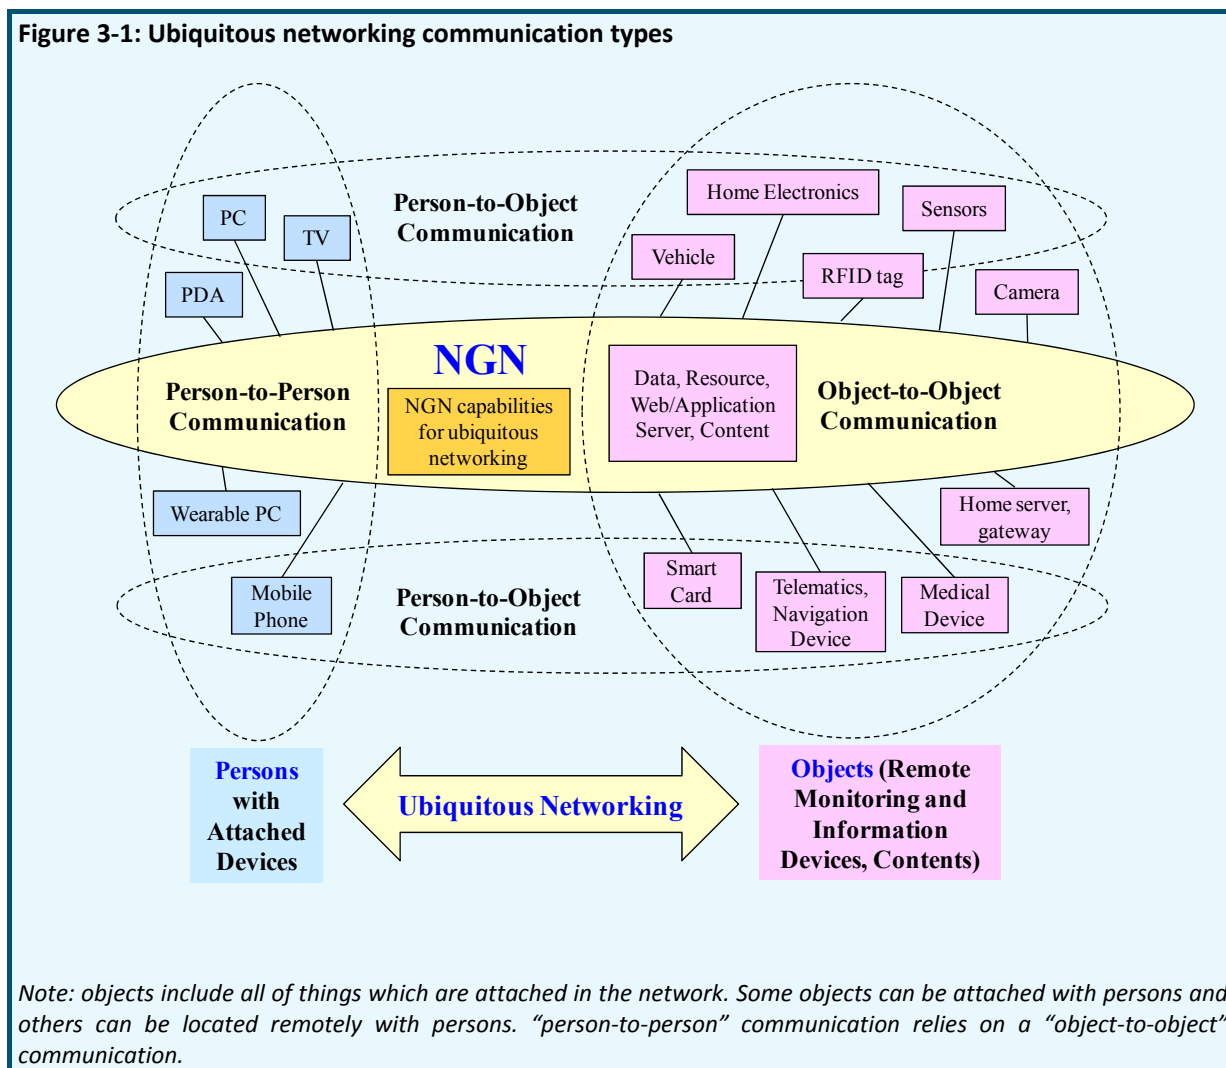 Figure 3-1: Ubiquitous networking communication types
Person-to-Object
Communication
PC
TV
PDA
Home Electronics
Sensors
Vehicle
RFID tag
Camera
NGN
Person-to-Person
Communication
NGN capabilities
for ubiquitous
networking
Data, Resource,
Web/Application
Server, Content
Object-to-Object
Communication
Wearable PC
Mobile
Phone
Person-to-Object
Communication
Smart
Card
Telematics,
Navigation
Device
Medical
Device
Home server,
gateway
Persons
with
Attached
Devices
Ubiquitous Networking
Objects (Remote
Monitoring and
Information
Devices, Contents)
Note: objects include all of things which are attached in the network. Some objects can be attached with persons and
others can be located remotely with persons. “person-to-person” communication relies on a “object-to-object”
communication.